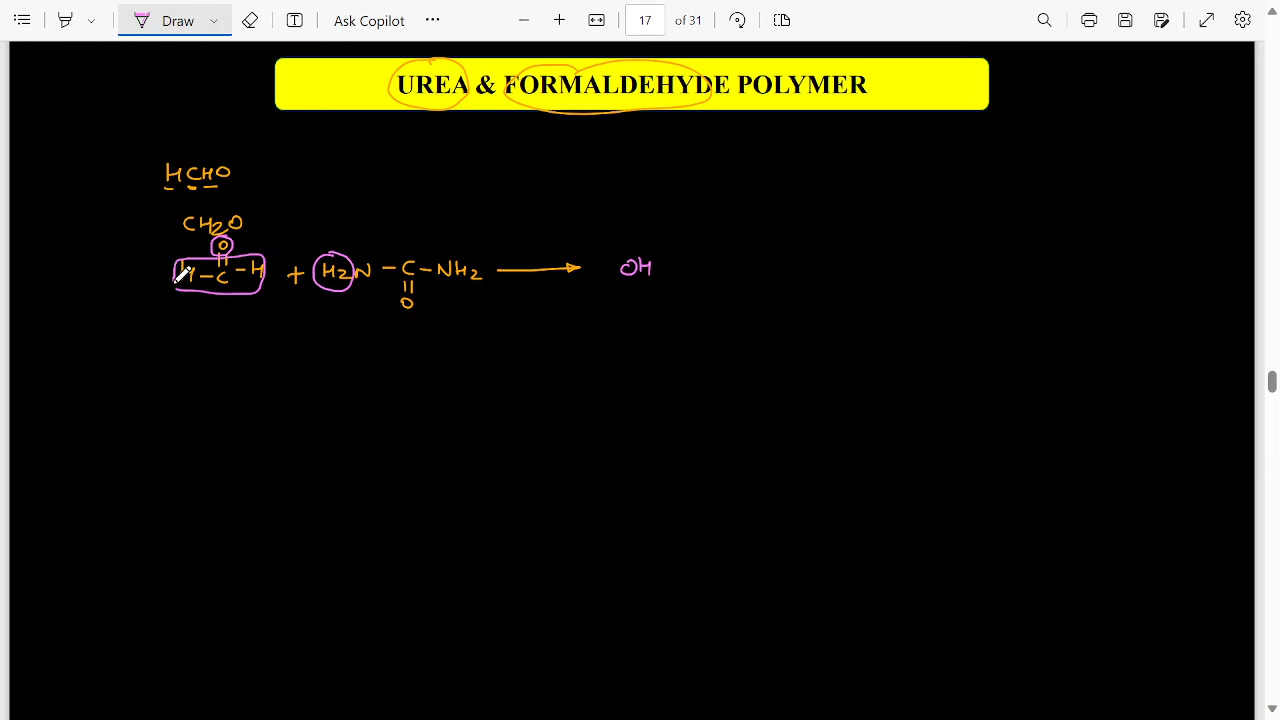 Draw Ask Copilot 17 of 31
UREA & FORMALDEHYDE POLYMER
HCHO
CH2O
O
H – C – H + H2N – C – NH2 → OH
O